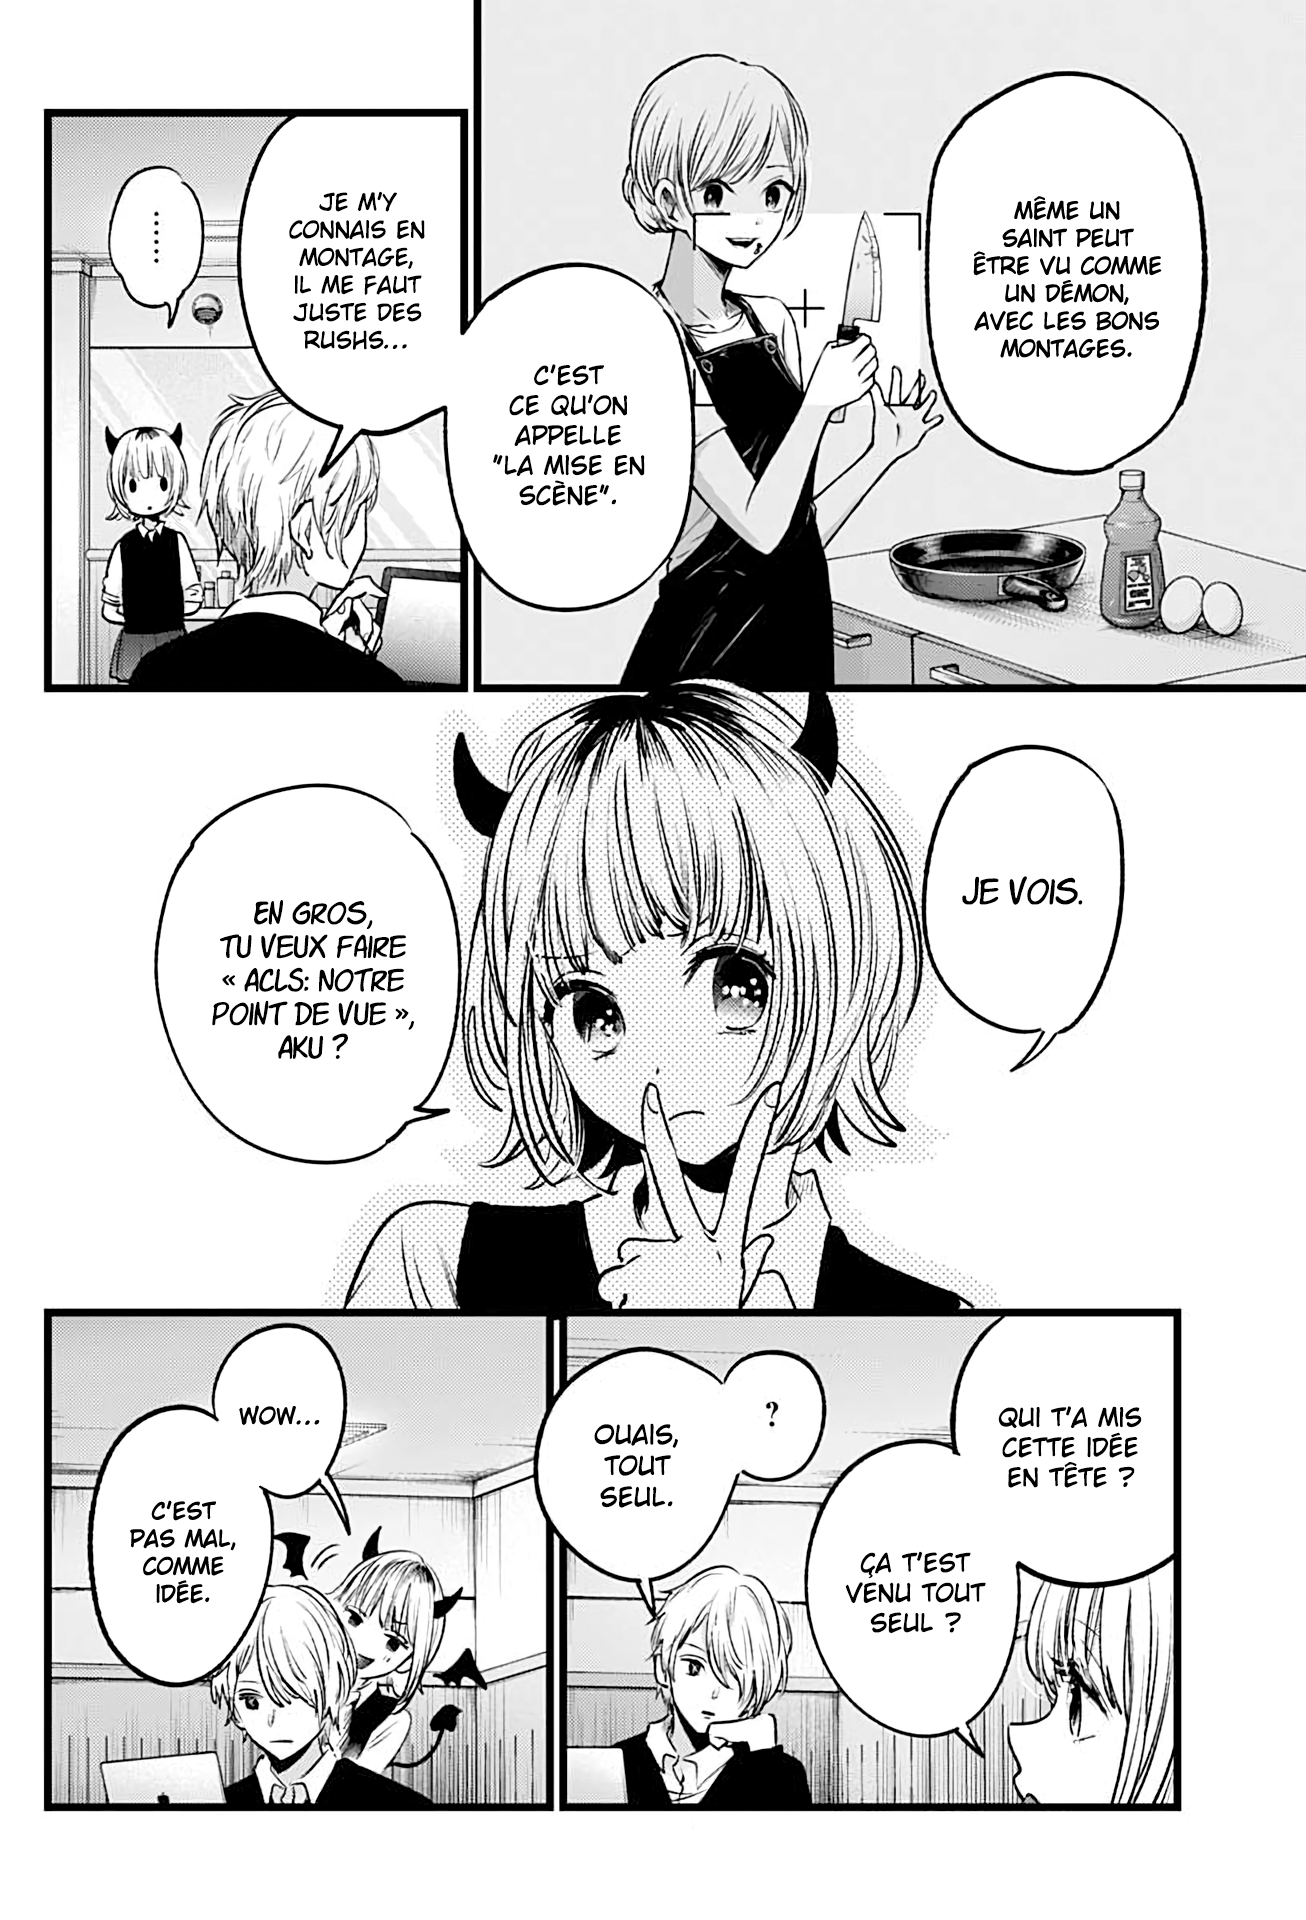 MÊME UN
SAINT PEUT
ÊTRE VU COMME
UN DÉMON,
AVEC LES BONS
MONTAGES.
C'EST
CE QU'ON
APPELLE
"LA MISE EN
SCÈNE".
JE M'Y
CONNAIS EN
MONTAGE,
IL ME FAUT
JUSTE DES
RUSHS...
......
JE VOIS.
EN GROS,
TU VEUX FAIRE
« ACLS: NOTRE
POINT DE VUE »,
AKU ?
QUI T'A MIS
CETTE IDÉE
EN TÊTE ?
ÇA T'EST
VENU TOUT
SEUL ?
?
OUAIS,
TOUT
SEUL.
WOW...
C'EST
PAS MAL,
COMME
IDÉE.